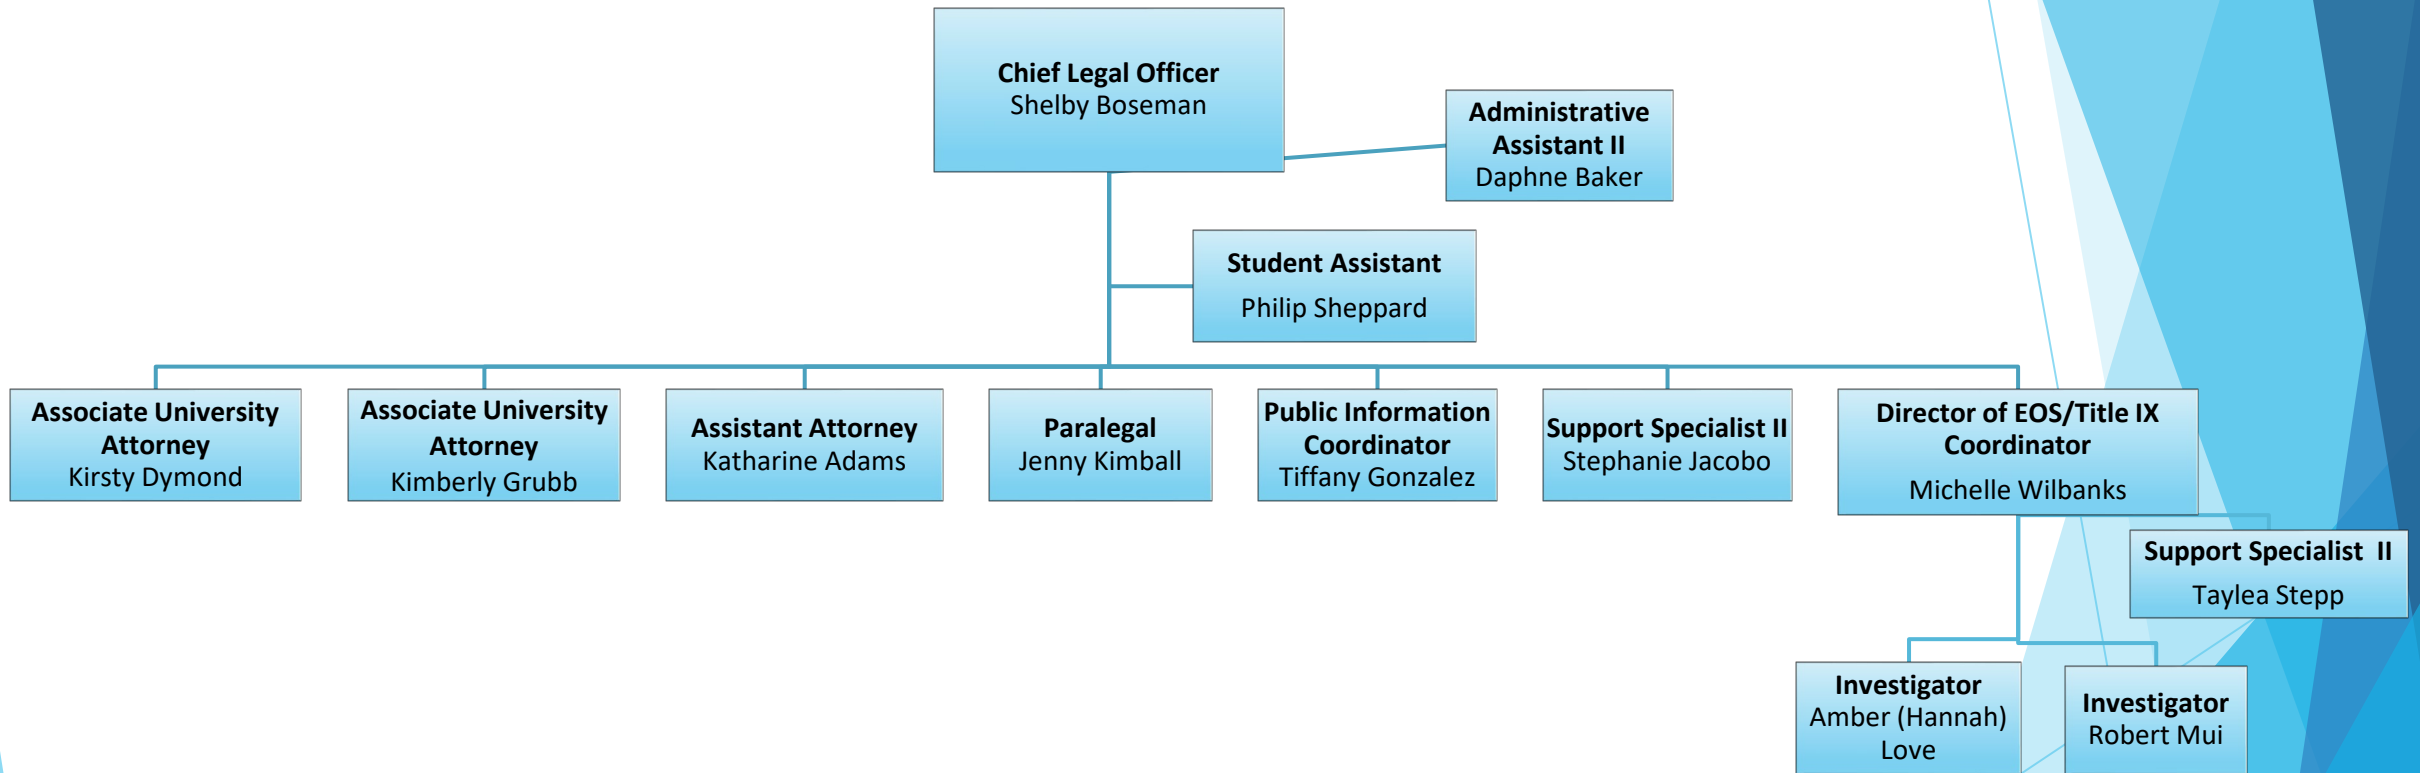 Chief Legal Officer
Shelby Boseman
Administrative
Assistant II
Daphne Baker
Student Assistant
Philip Sheppard
Associate University
Attorney
Kirsty Dymond
Associate University
Attorney
Kimberly Grubb
Assistant Attorney
Katharine Adams
Paralegal
Jenny Kimball
Public Information
Coordinator
Tiffany Gonzalez
Support Specialist II
Stephanie Jacobo
Director of EOS/Title IX
Coordinator
Michelle Wilbanks
Support Specialist  II
Taylea Stepp
Investigator
Amber (Hannah)
Love
Investigator
Robert Mui